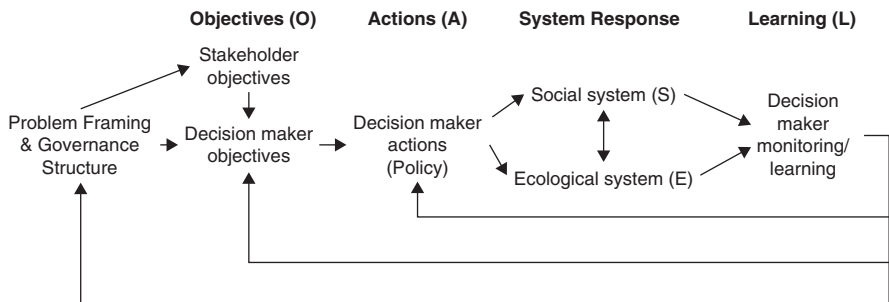 Objectives (O)
Actions (A)
System Response
Learning (L)
Stakeholder
objectives
Problem Framing
& Governance
Structure
Decision maker
objectives
Decision maker
actions
(Policy)
Social system (S)
Ecological system (E)
Decision
maker
monitoring/
learning